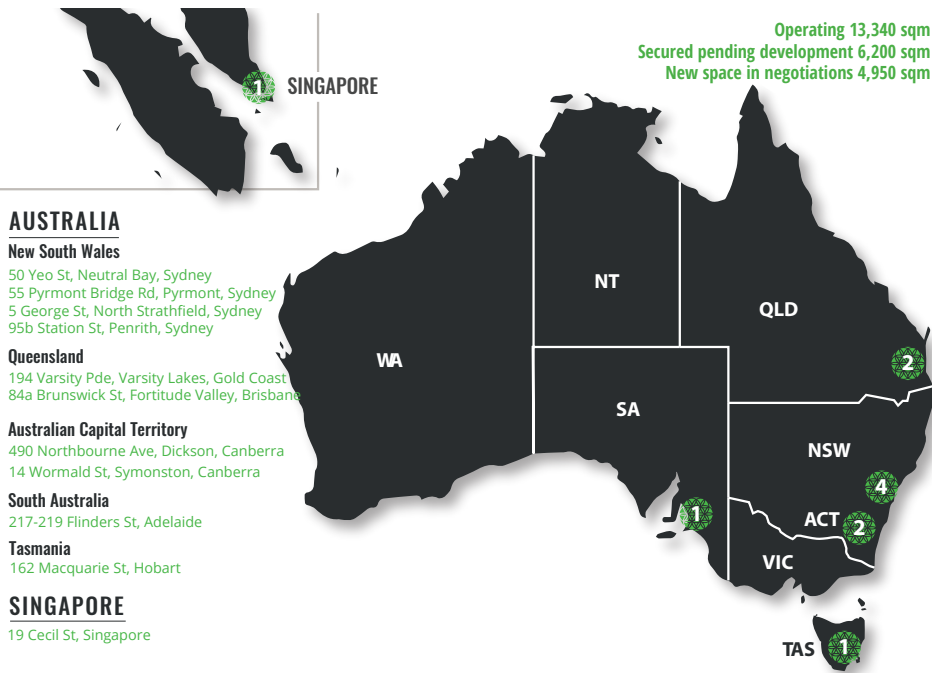 Operating 13,340 sqm
Secured pending development 6,200 sqm
New space in negotiations 4,950 sqm
1
SINGAPORE
AUSTRALIA
New South Wales
50 Yeo St, Neutral Bay, Sydney
55 Pyrmont Bridge Rd, Pyrmont, Sydney
5 George St, North Strathfield, Sydney
95b Station St, Penrith, Sydney
Queensland
194 Varsity Pde, Varsity Lakes, Gold Coast
84a Brunswick St, Fortitude Valley, Brisbane
Australian Capital Territory
490 Northbourne Ave, Dickson, Canberra
14 Wormald St, Symonston, Canberra
South Australia
217-219 Flinders St, Adelaide
Tasmania
162 Macquarie St, Hobart
SINGAPORE
19 Cecil St, Singapore
NT
QLD
WA
2
SA
NSW
4
1
ACT
2
VIC
TAS
1